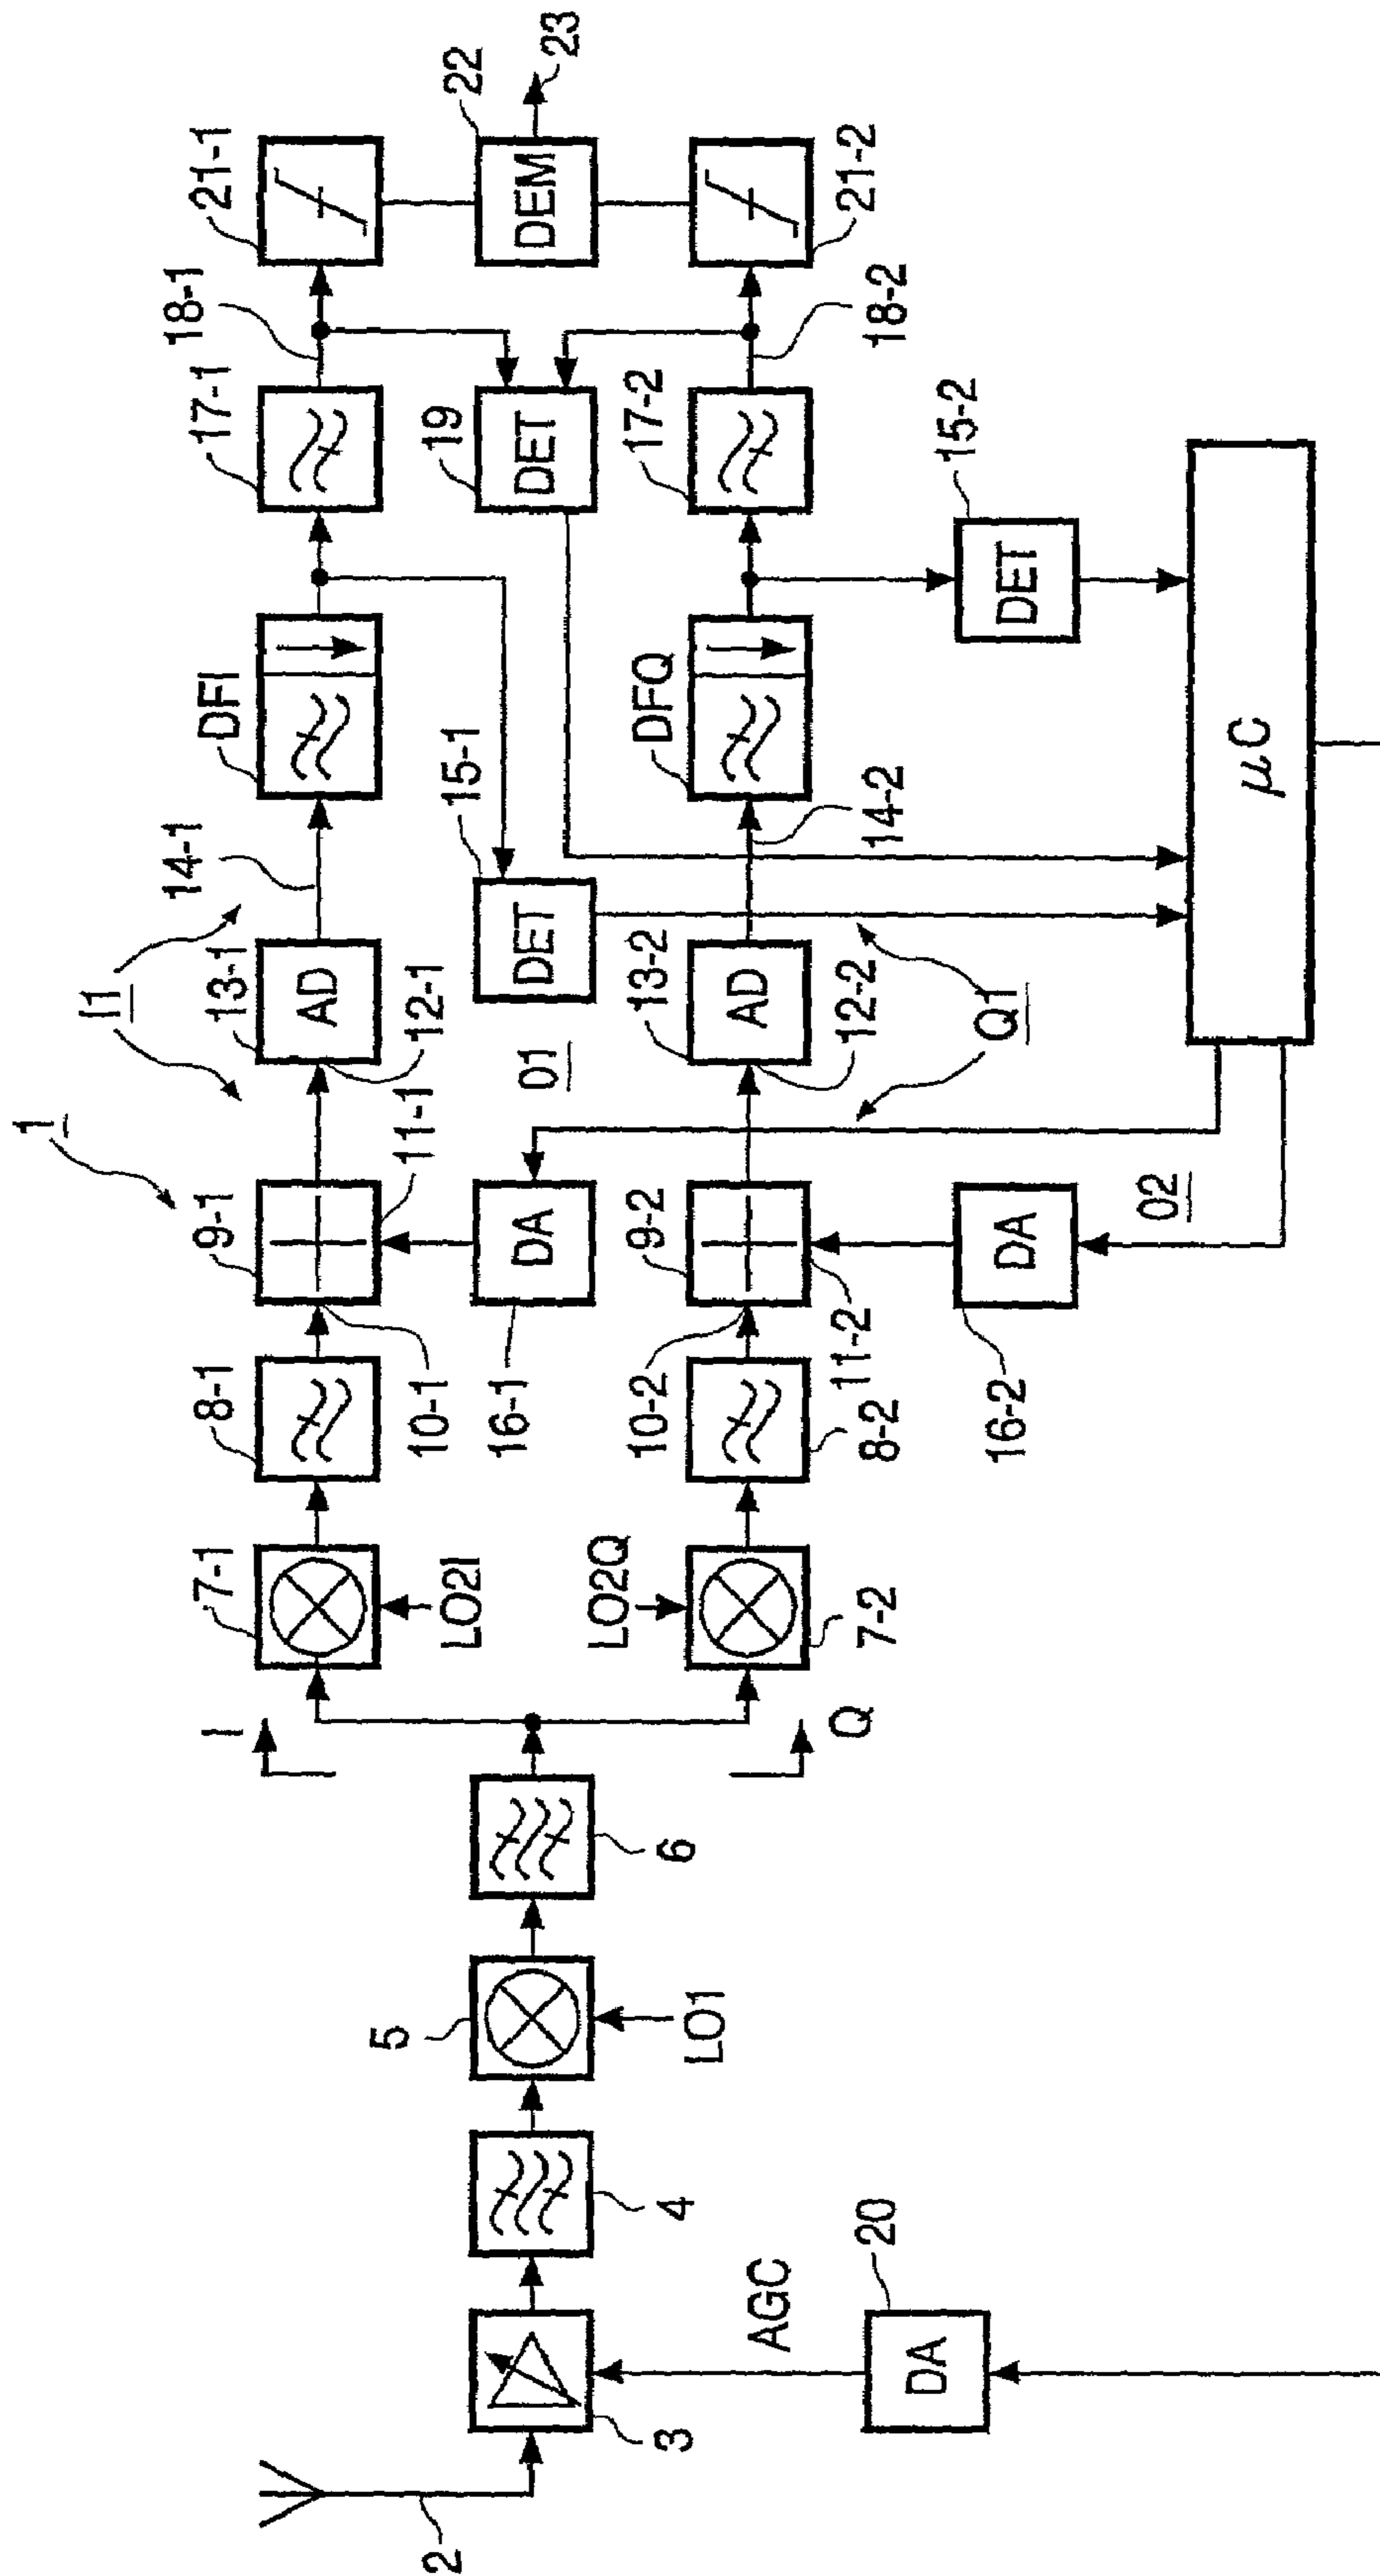 1
I1
7-1
8-1
9-1
13-1
AD
14-1
DFI
17-1
18-1
21-1
I
LO2I
10-1
11-1
12-1
16-1
DA
01
15-1
DET
19
DET
22
DEM
23
2
3
4
5
LO1
6
LO2Q
Q
7-2
8-2
10-2
9-2
11-2
13-2
AD
12-2
14-2
DFQ
17-2
18-2
21-2
Q1
AGC
20
DA
16-2
DA
02
15-2
DET
μC